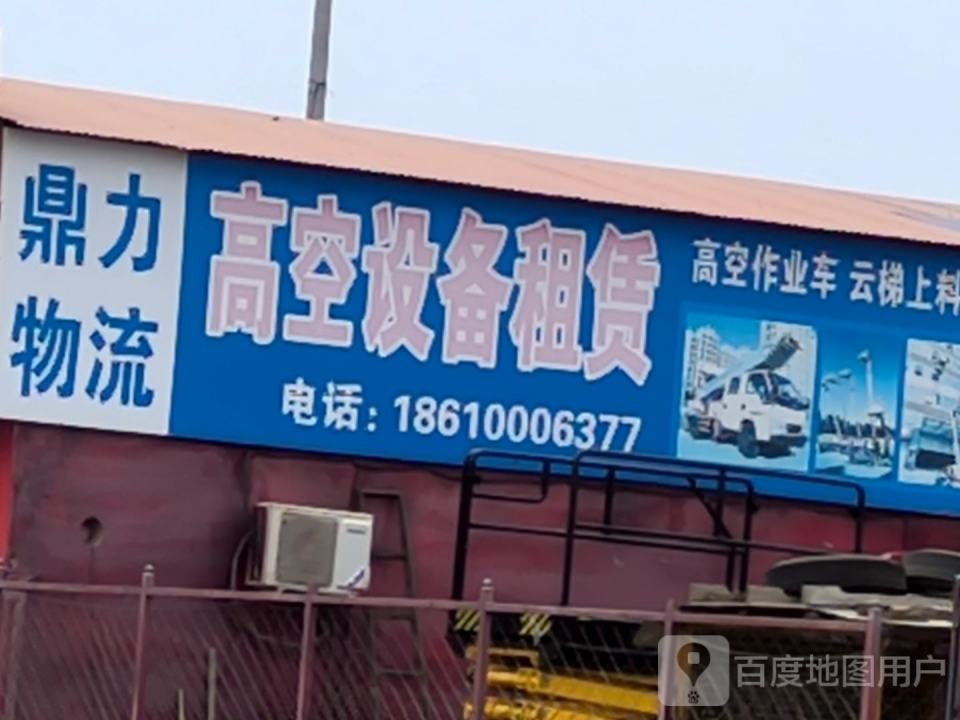 鼎力
物流
高空设备租赁
电话：18610006377
高空作业车 云梯上料
百度地图用户